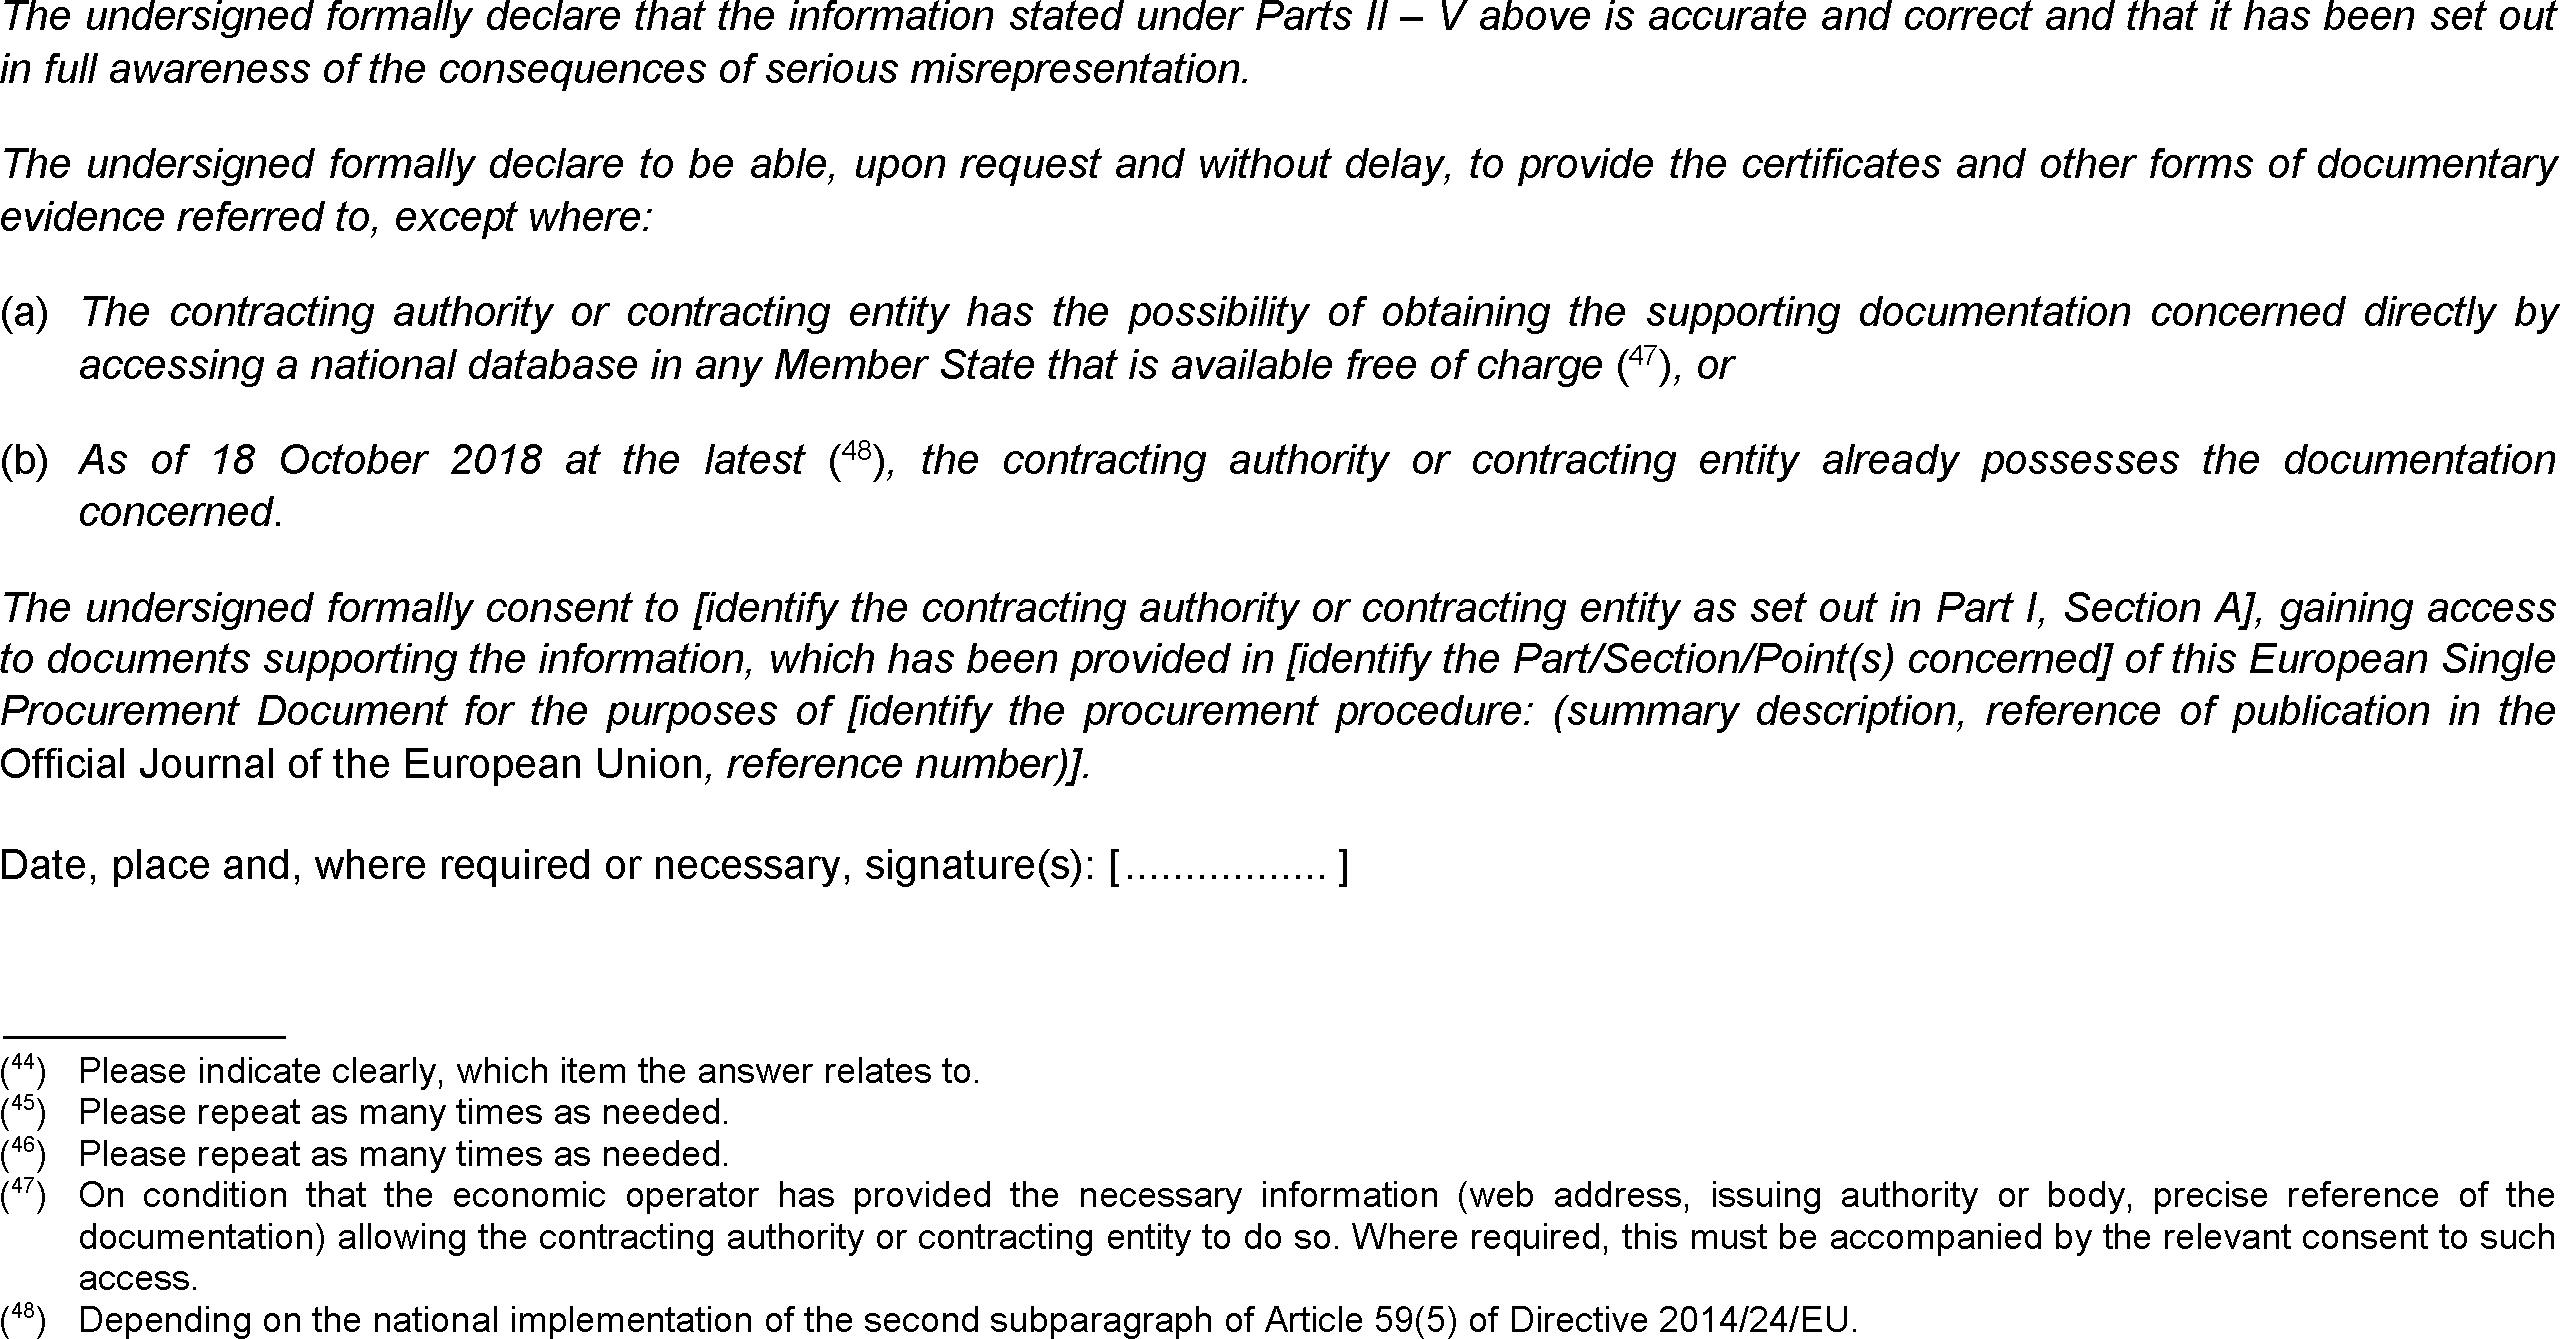 The undersigned formally declare that the information stated under Parts II – V above is accurate and correct and that it has been set out
in full awareness of the consequences of serious misrepresentation.
The undersigned formally declare to be able, upon request and without delay, to provide the certificates and other forms of documentary
evidence referred to, except where:
(a) The contracting authority or contracting entity has the possibility of obtaining the supporting documentation concerned directly by
accessing a national database in any Member State that is available free of charge (47), or
(b) As of 18 October 2018 at the latest (48), the contracting authority or contracting entity already possesses the documentation
concerned.
The undersigned formally consent to [identify the contracting authority or contracting entity as set out in Part I, Section A], gaining access
to documents supporting the information, which has been provided in [identify the Part/Section/Point(s) concerned] of this European Single
Procurement Document for the purposes of [identify the procurement procedure: (summary description, reference of publication in the
Official Journal of the European Union, reference number)].
Date, place and, where required or necessary, signature(s): [................. ]
(44) Please indicate clearly, which item the answer relates to.
(45) Please repeat as many times as needed.
(46) Please repeat as many times as needed.
(47) On condition that the economic operator has provided the necessary information (web address, issuing authority or body, precise reference of the
documentation) allowing the contracting authority or contracting entity to do so. Where required, this must be accompanied by the relevant consent to such
access.
(48) Depending on the national implementation of the second subparagraph of Article 59(5) of Directive 2014/24/EU.